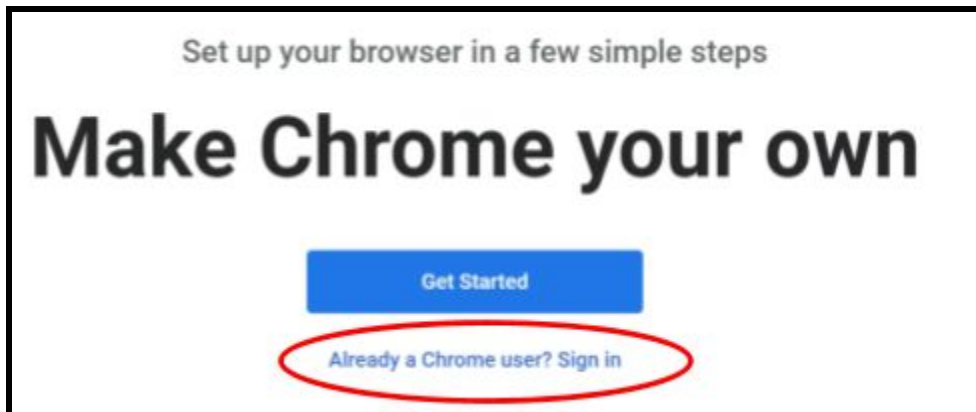 Set up your browser in a few simple steps
Make Chrome your own
Get Started
Already a Chrome user? Sign in